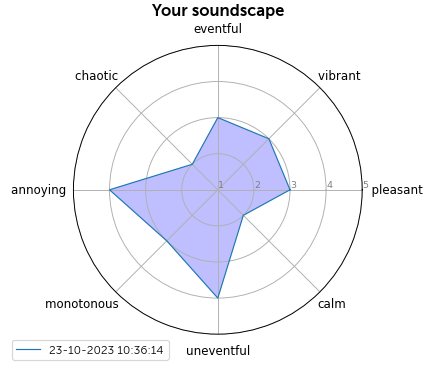 Your soundscape
eventful
chaotic
vibrant
annoying
1 2 3 4 5
pleasant
monotonous
calm
uneventful
23-10-2023 10:36:14